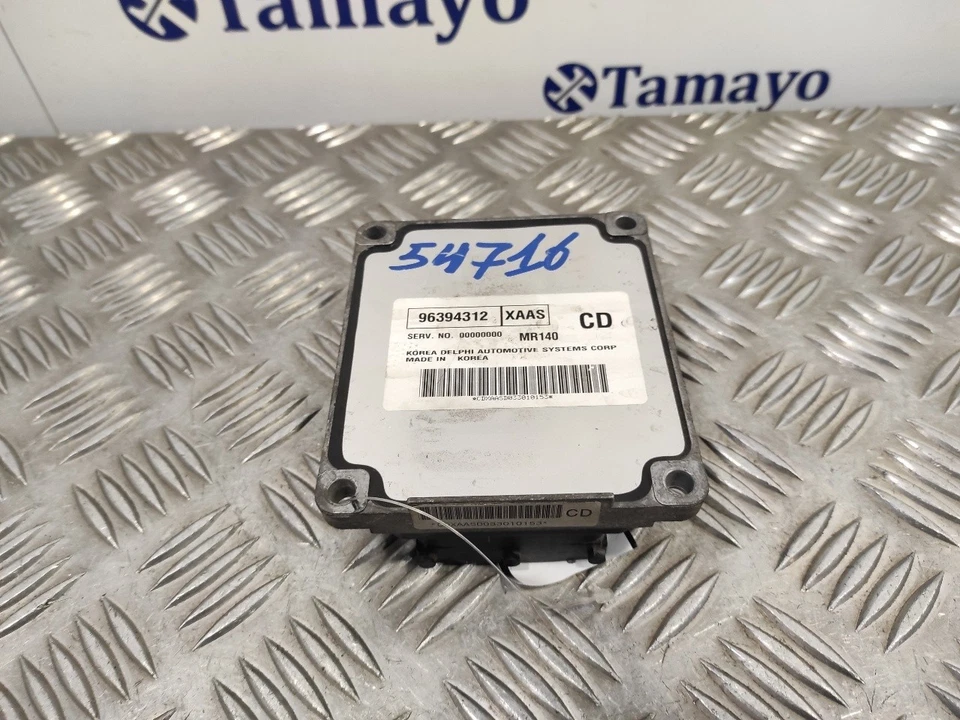 Tamayo
Tamayo
54716
96394312 XAAS CD
SERV. NO. 00000000 MR140
KOREA DELPHI AUTOMOTIVE SYSTEMS CORP
MADE IN KOREA
CD